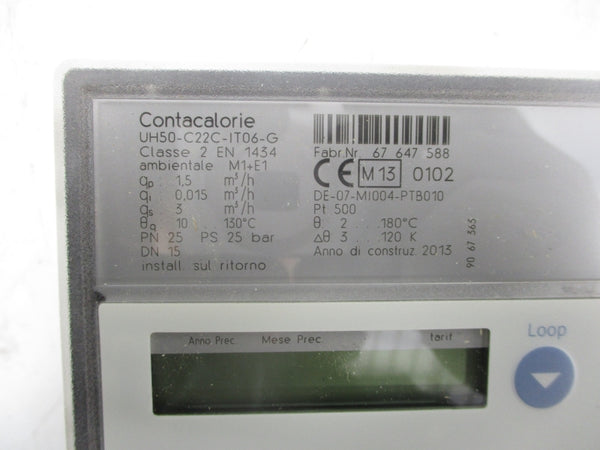 Contacalorie
UH50-C22C-IT06-G
Classe 2 EN 1434
ambientale M1+E1
qp 1,5 m³/h
qi 0,015 m³/h
qs 3 m³/h
θq 10 ... 130°C
PN 25 PS 25 bar
DN 15
install. sul ritorno
Fabr.Nr. 67 647 588
CE M13 0102
DE-07-MI004-PTB010
Pt 500
θ 2 ... 180°C
Δθ 3 ... 120 K
Anno di construz. 2013
90 67 365
Anno Prec. Mese Prec. tarif
Loop